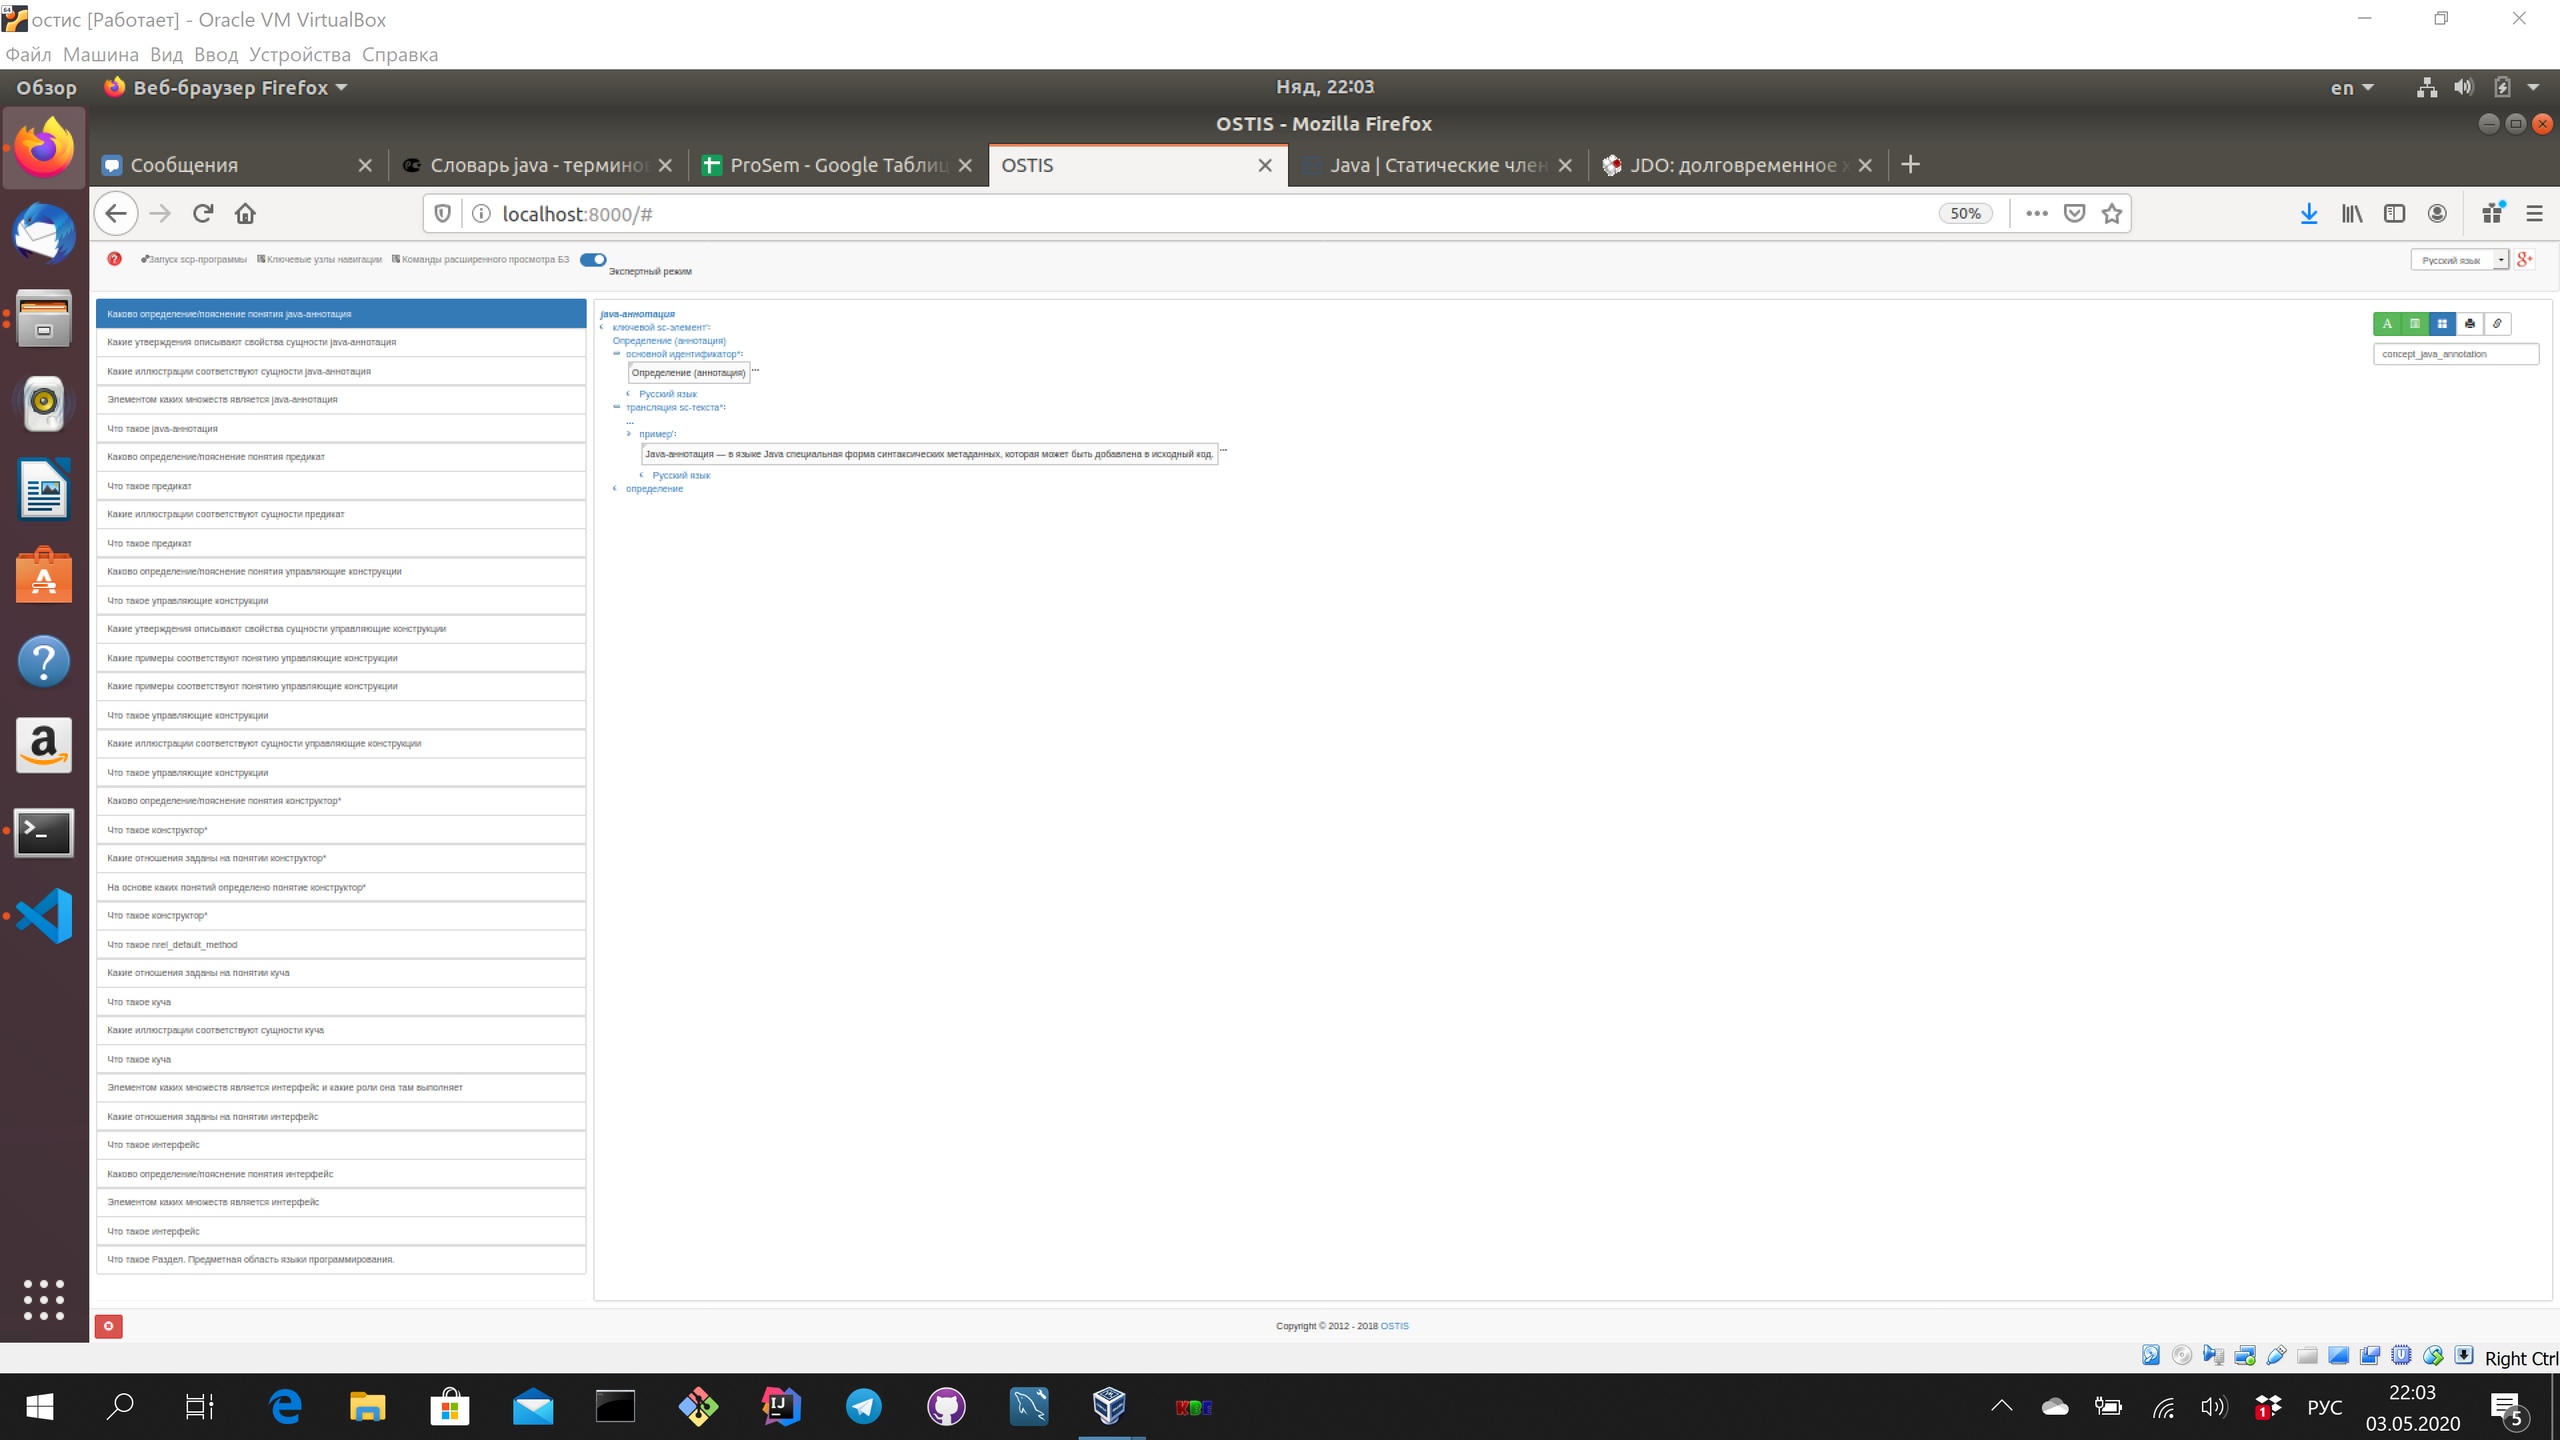 остис [Работает] - Oracle VM VirtualBox
Файл Машина Вид Ввод Устройства Справка
Обзор Веб-браузер Firefox Няд, 22:03 en
OSTIS - Mozilla Firefox
Сообщения Словарь java - термино ProSem - Google Таблиц OSTIS Java | Статические член JDO: долговременное х
localhost:8000/# 50%
Запуск scp-программы Ключевые узлы навигации Команды расширенного просмотра БЗ Экспертный режим Русский язык
Каково определение/пояснение понятия java-аннотация
Какие утверждения описывают свойства сущности java-аннотация
Какие иллюстрации соответствуют сущности java-аннотация
Элементом каких множеств является java-аннотация
Что такое java-аннотация
Каково определение/пояснение понятия предикат
Что такое предикат
Какие иллюстрации соответствуют сущности предикат
Что такое предикат
Каково определение/пояснение понятия управляющие конструкции
Что такое управляющие конструкции
Какие утверждения описывают свойства сущности управляющие конструкции
Какие примеры соответствуют понятию управляющие конструкции
Какие примеры соответствуют понятию управляющие конструкции
Что такое управляющие конструкции
Какие иллюстрации соответствуют сущности управляющие конструкции
Что такое управляющие конструкции
Каково определение/пояснение понятия конструктор*
Что такое конструктор*
Какие отношения заданы на понятии конструктор*
На основе каких понятий определено понятие конструктор*
Что такое конструктор*
Что такое nrel_default_method
Какие отношения заданы на понятии куча
Что такое куча
Какие иллюстрации соответствуют сущности куча
Что такое куча
Элементом каких множеств является интерфейс и какие роли она там выполняет
Какие отношения заданы на понятии интерфейс
Что такое интерфейс
Каково определение/пояснение понятия интерфейс
Элементом каких множеств является интерфейс
Что такое интерфейс
Что такое Раздел. Предметная область языки программирования.
java-аннотация
ключевой sc-элемент':
Определение (аннотация)
основной идентификатор*:
Определение (аннотация) ...
Русский язык
трансляция sc-текста*:
...
пример':
Java-аннотация — в языке Java специальная форма синтаксических метаданных, которая может быть добавлена в исходный код. ...
Русский язык
определение
A
concept_java_annotation
Copyright © 2012 - 2018 OSTIS
Right Ctrl
РУС 22:03
03.05.2020
5